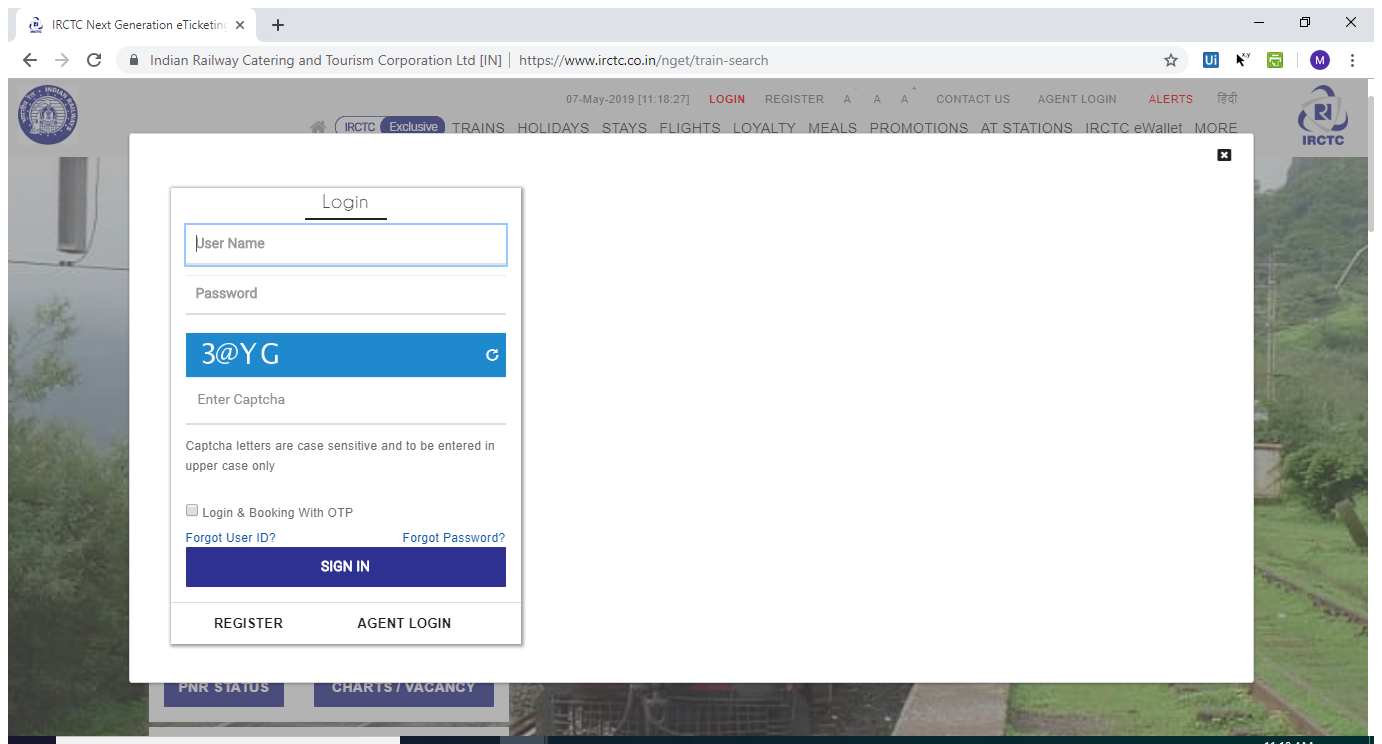 IRCTC Next Generation eTicketing
Indian Railway Catering and Tourism Corporation Ltd [IN] https://www.irctc.co.in/nget/train-search
Ui
x,y
M
INDIAN RAILWAYS
07-May-2019 [11:18:27] LOGIN REGISTER A- A A+ CONTACT US AGENT LOGIN ALERTS हिंदी
IRCTC Exclusive TRAINS HOLIDAYS STAYS FLIGHTS LOYALTY MEALS PROMOTIONS AT STATIONS IRCTC eWallet MORE
IRCTC
Login
User Name
Password
3@YG
Enter Captcha
Captcha letters are case sensitive and to be entered in
upper case only
Login & Booking With OTP
Forgot User ID? Forgot Password?
SIGN IN
REGISTER AGENT LOGIN
PNR STATUS CHARTS / VACANCY